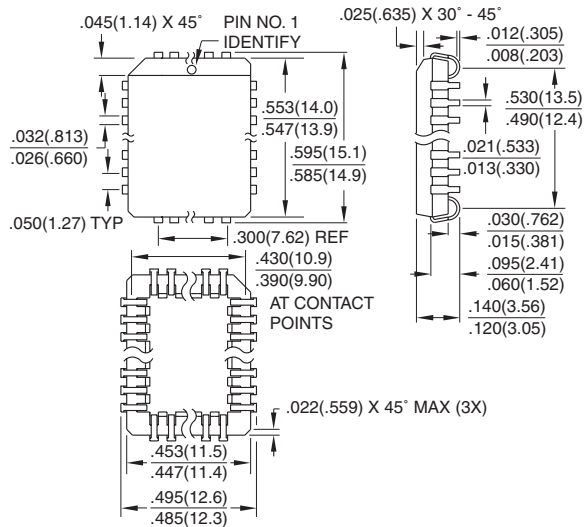 .045(1.14) X 45˚
PIN NO. 1
IDENTIFY
.025(.635) X 30˚ - 45˚
.012(.305)
.008(.203)
.553(14.0)
.547(13.9)
.595(15.1)
.585(14.9)
.032(.813)
.026(.660)
.530(13.5)
.490(12.4)
.021(.533)
.013(.330)
.050(1.27) TYP
.300(7.62) REF
.430(10.9)
.390(9.90)
AT CONTACT
POINTS
.030(.762)
.015(.381)
.095(2.41)
.060(1.52)
.140(3.56)
.120(3.05)
.022(.559) X 45˚ MAX (3X)
.453(11.5)
.447(11.4)
.495(12.6)
.485(12.3)